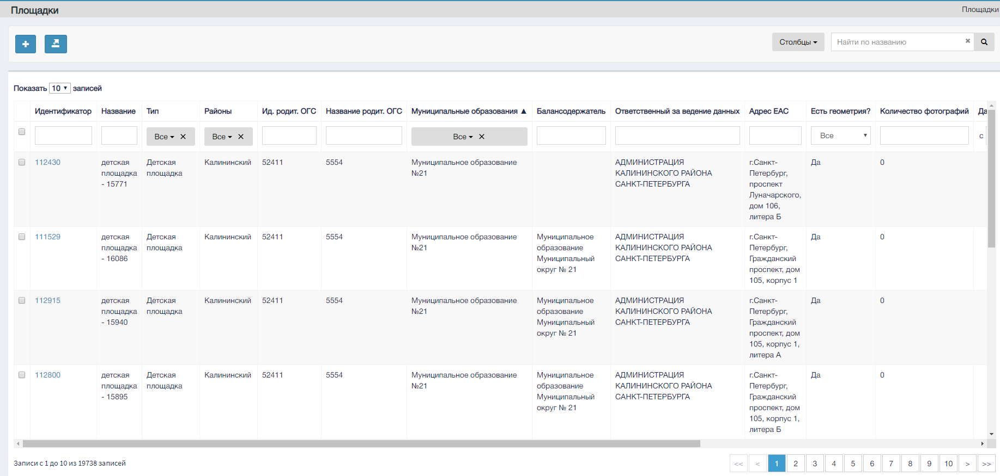 Площадки
Площадки
Столбцы
Найти по названию
Показать 10 записей
Идентификатор Название Тип Районы Ид. родит. ОГС Название родит. ОГС Муниципальные образования ▲ Балансодержатель Ответственный за ведение данных Адрес ЕАС Есть геометрия? Количество фотографий Да
Все ✕ Все ✕ Все ✕ Все с
112430 детская Детская Калининский 52411 5554 Муниципальное образование АДМИНИСТРАЦИЯ г.Санкт- Да 0
площадка площадка №21 КАЛИНИНСКОГО РАЙОНА Петербург,
- 15771 САНКТ-ПЕТЕРБУРГА проспект
Луначарского,
дом 106,
литера Б
111529 детская Детская Калининский 52411 5554 Муниципальное образование Муниципальное АДМИНИСТРАЦИЯ г.Санкт- Да 0
площадка площадка №21 образование КАЛИНИНСКОГО РАЙОНА Петербург,
- 16086 Муниципальный САНКТ-ПЕТЕРБУРГА Гражданский
округ № 21 проспект, дом
105, корпус 1
112915 детская Детская Калининский 52411 5554 Муниципальное образование Муниципальное АДМИНИСТРАЦИЯ г.Санкт- Да 0
площадка площадка №21 образование КАЛИНИНСКОГО РАЙОНА Петербург,
- 15940 Муниципальный САНКТ-ПЕТЕРБУРГА Гражданский
округ № 21 проспект, дом
105, корпус 1,
литера А
112800 детская Детская Калининский 52411 5554 Муниципальное образование Муниципальное АДМИНИСТРАЦИЯ г.Санкт- Да 0
площадка площадка №21 образование КАЛИНИНСКОГО РАЙОНА Петербург,
- 15895 Муниципальный САНКТ-ПЕТЕРБУРГА Гражданский
округ № 21 проспект, дом
105, корпус 1,
литера Б
Записи с 1 до 10 из 19738 записей
<< < 1 2 3 4 5 6 7 8 9 10 > >>